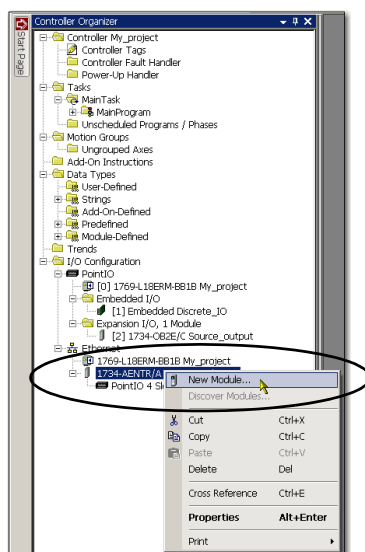 Controller Organizer
Start Page
Controller My_project
Controller Tags
Controller Fault Handler
Power-Up Handler
Tasks
MainTask
MainProgram
Unscheduled Programs / Phases
Motion Groups
Ungrouped Axes
Add-On Instructions
Data Types
User-Defined
Strings
Add-On-Defined
Predefined
Module-Defined
Trends
I/O Configuration
PointIO
[0] 1769-L18ERM-BB1B My_project
Embedded I/O
[1] Embedded Discrete_IO
Expansion I/O, 1 Module
[2] 1734-OB2E/C Source_output
Ethernet
1769-L18ERM-BB1B My_project
1734-AENTR/A
PointIO 4 Sl
New Module...
Discover Modules...
Cut Ctrl+X
Copy Ctrl+C
Paste Ctrl+V
Delete Del
Cross Reference Ctrl+E
Properties Alt+Enter
Print